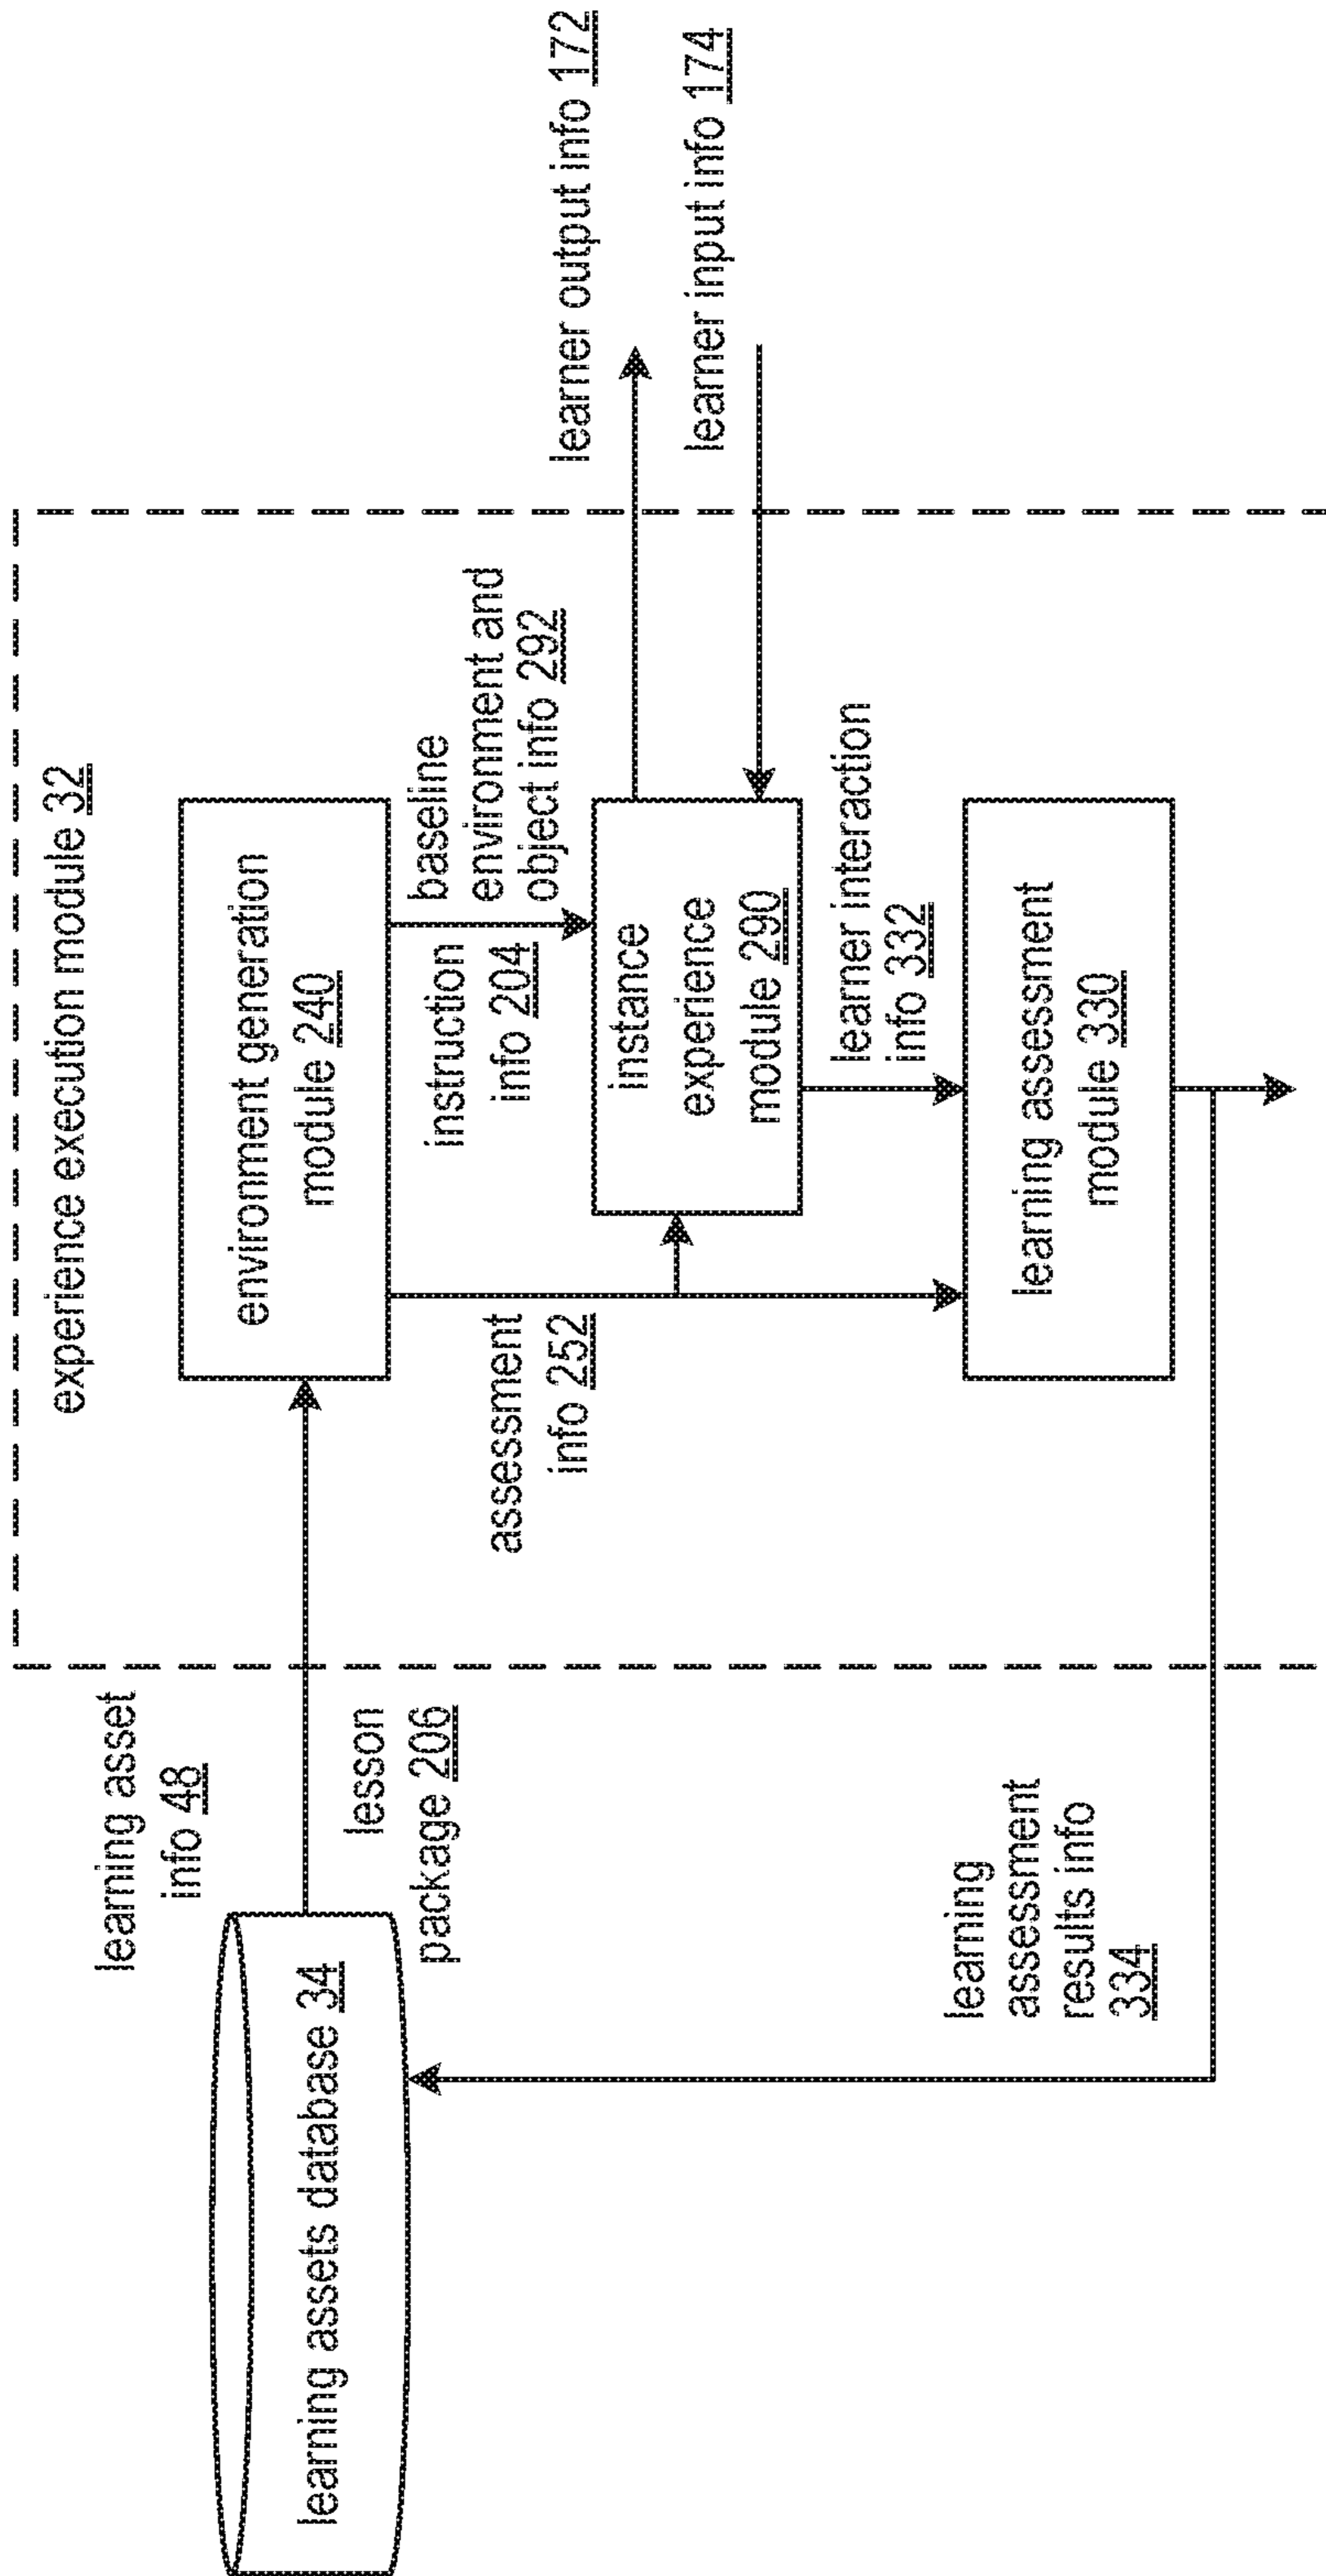 experience execution module 32
learning asset
info 48
learning assets database 34
lesson
package 206
environment generation
module 240
assessment
info 252
instruction
info 204
baseline
environment and
object info 292
instance
experience
module 290
learner output info 172
learner input info 174
learner interaction
info 332
learning assessment
module 330
learning
assessment
results info
334